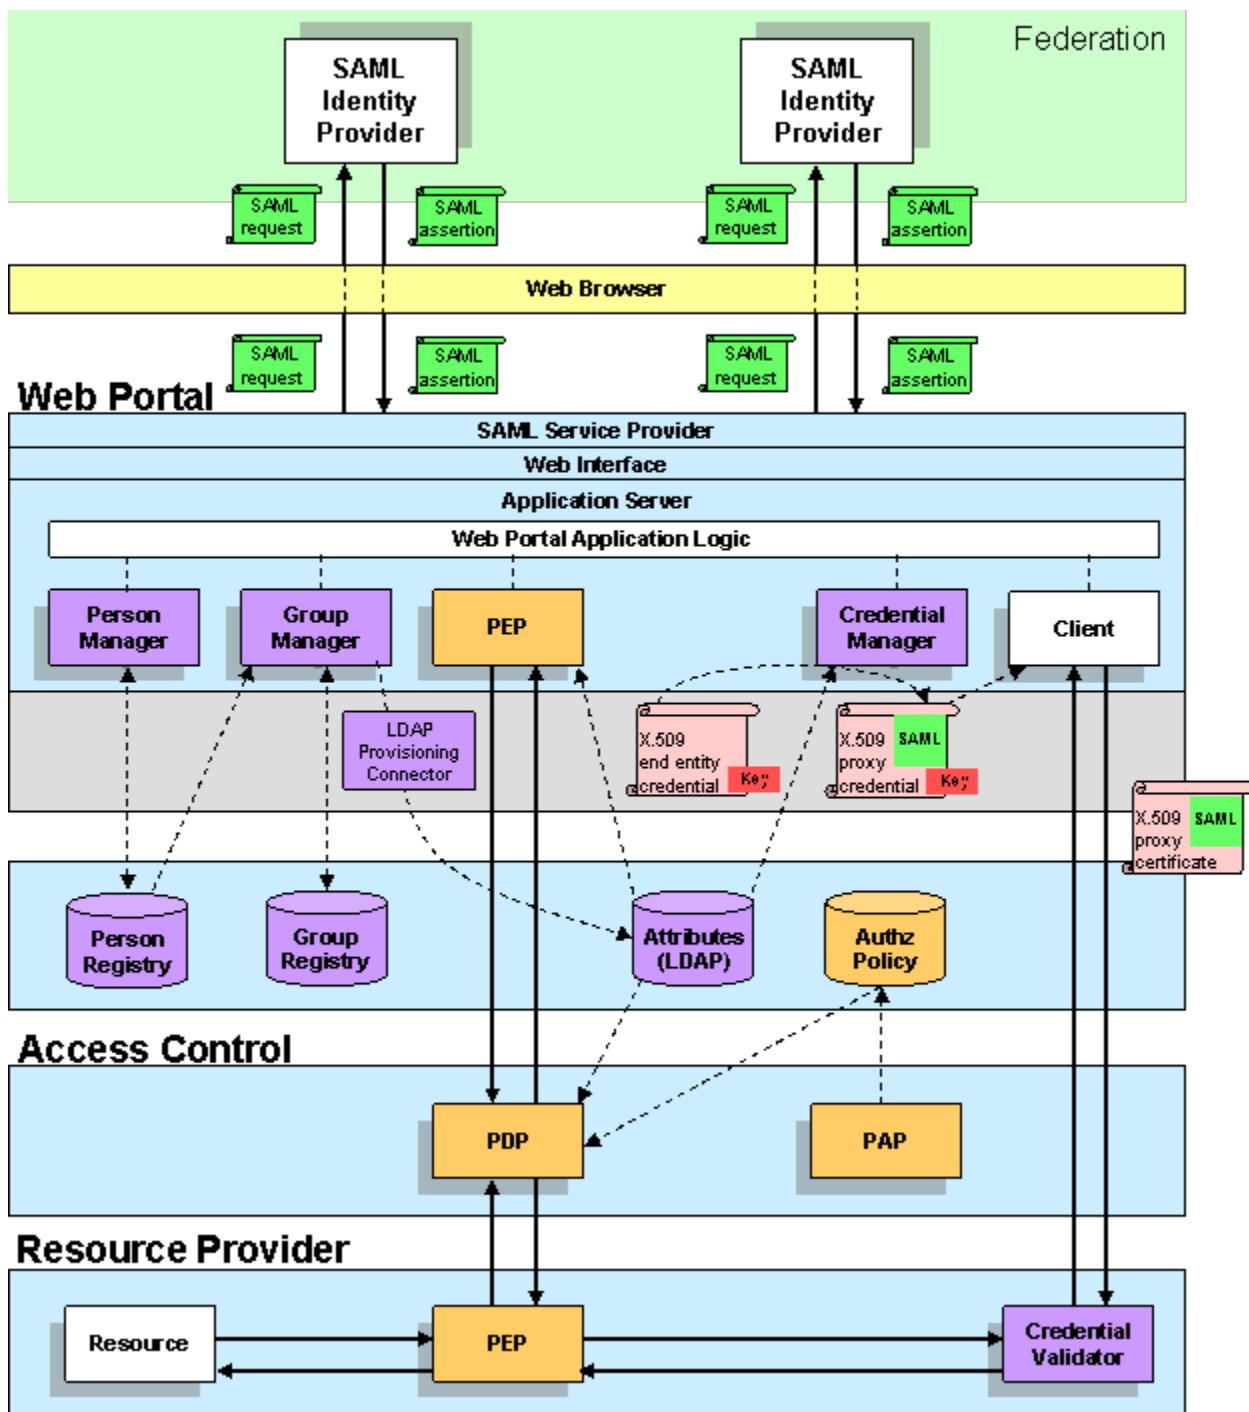 Federation
SAML
Identity
Provider
SAML
Identity
Provider
SAML
request
SAML
assertion
SAML
request
SAML
assertion
Web Browser
SAML
request
SAML
assertion
SAML
request
SAML
assertion
Web Portal
SAML Service Provider
Web Interface
Application Server
Web Portal Application Logic
Person
Manager
Group
Manager
PEP
Credential
Manager
Client
LDAP
Provisioning
Connector
X.509
end entity
credential
Key
X.509
proxy
credential
SAML
Key
X.509
proxy
certificate
SAML
Person
Registry
Group
Registry
Attributes
(LDAP)
Authz
Policy
Access Control
PDP
PAP
Resource Provider
Resource
PEP
Credential
Validator